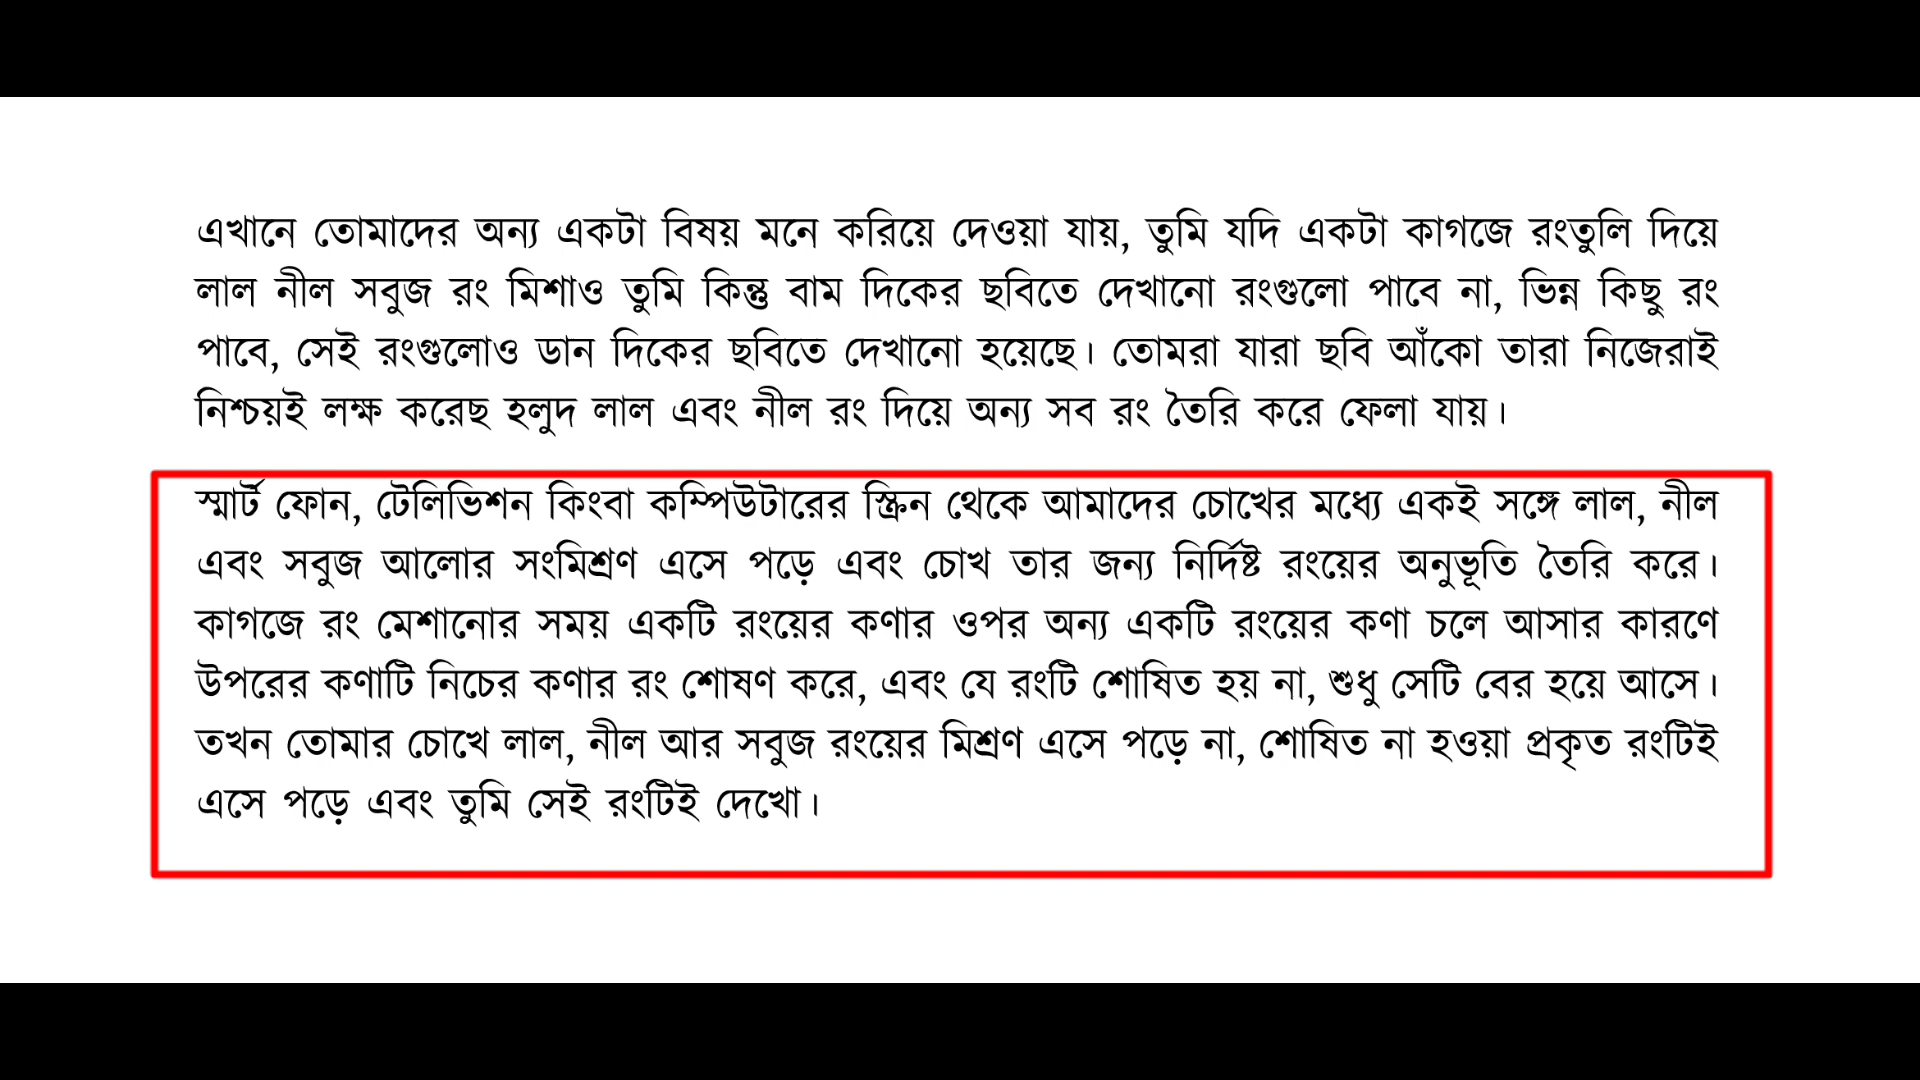 এখানে তোমাদের অন্য একটা বিষয় মনে করিয়ে দেওয়া যায়, তুমি যদি একটা কাগজে রংতুলি দিয়ে
লাল নীল সবুজ রং মিশাও তুমি কিন্তু বাম দিকের ছবিতে দেখানো রংগুলো পাবে না, ভিন্ন কিছু রং
পাবে, সেই রংগুলোও ডান দিকের ছবিতে দেখানো হয়েছে। তোমরা যারা ছবি আঁকো তারা নিজেরাই
নিশ্চয়ই লক্ষ করেছ হলুদ লাল এবং নীল রং দিয়ে অন্য সব রং তৈরি করে ফেলা যায়।
স্মার্ট ফোন, টেলিভিশন কিংবা কম্পিউটারের স্ক্রিন থেকে আমাদের চোখের মধ্যে একই সঙ্গে লাল, নীল
এবং সবুজ আলোর সংমিশ্রণ এসে পড়ে এবং চোখ তার জন্য নির্দিষ্ট রংয়ের অনুভূতি তৈরি করে।
কাগজে রং মেশানোর সময় একটি রংয়ের কণার ওপর অন্য একটি রংয়ের কণা চলে আসার কারণে
উপরের কণাটি নিচের কণার রং শোষণ করে, এবং যে রংটি শোষিত হয় না, শুধু সেটি বের হয়ে আসে।
তখন তোমার চোখে লাল, নীল আর সবুজ রংয়ের মিশ্রণ এসে পড়ে না, শোষিত না হওয়া প্রকৃত রংটিই
এসে পড়ে এবং তুমি সেই রংটিই দেখো।